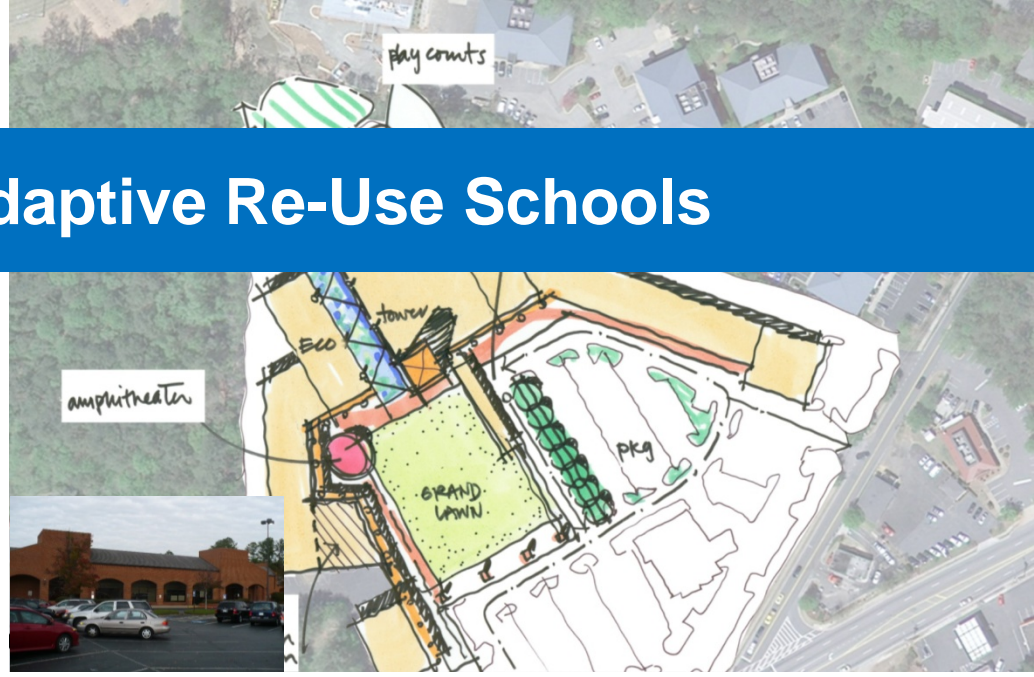 play courts
daptive Re-Use Schools
tower
ECO
amphitheater
pkg
GRAND
LAWN